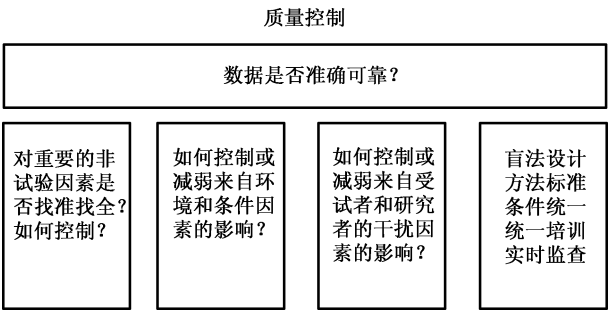 质量控制
数据是否准确可靠？
对重要的非
试验因素是
否找准找全？
如何控制？
如何控制或
减弱来自环
境和条件因
素的影响？
如何控制或
减弱来自受
试者和研究
者的干扰因
素的影响？
盲法设计
方法标准
条件统一
统一培训
实时监查